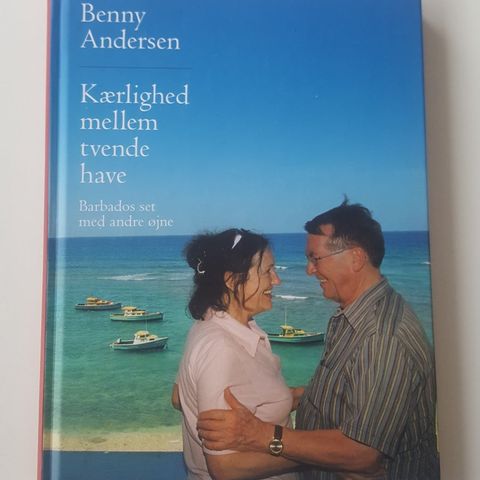 Benny
Andersen
Kærlighed
mellem
tvende
have
Barbados set
med andre øjne